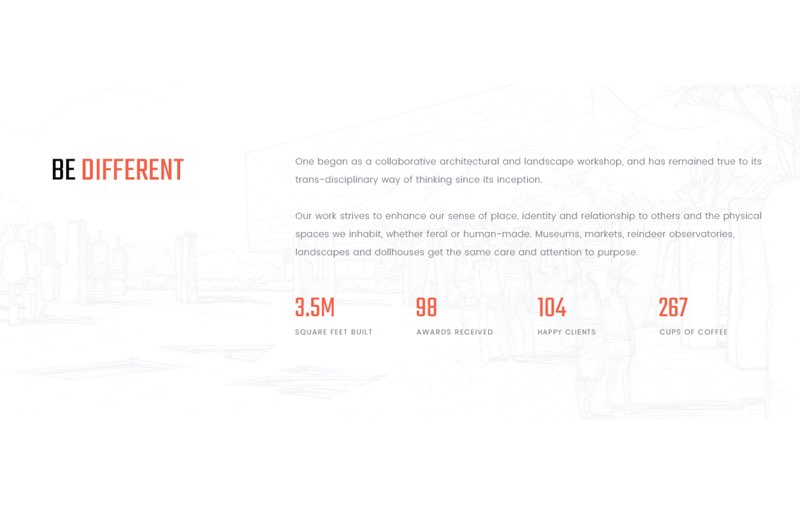 BE DIFFERENT
One began as a collaborative architectural and landscape workshop, and has remained true to its
trans-disciplinary way of thinking since its inception.
Our work strives to enhance our sense of place, identity and relationship to others and the physical
spaces we inhabit, whether feral or human-made. Museums, markets, reindeer observatories,
landscapes and dollhouses get the same care and attention to purpose.
3.5M
SQUARE FEET BUILT
98
AWARDS RECEIVED
104
HAPPY CLIENTS
267
CUPS OF COFFEE